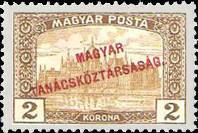 MAGYAR POSTA
MAGYAR
TANÁCSKÖZTÁRSASÁG
2 KORONA 2